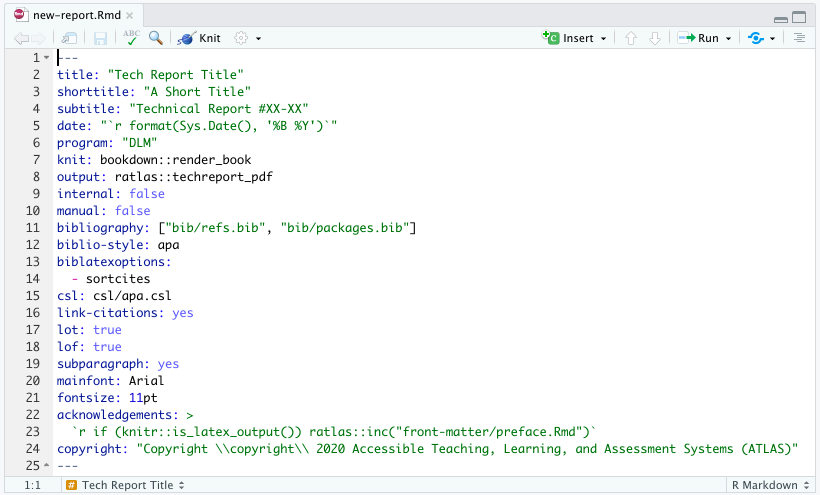 new-report.Rmd
ABC Knit Insert Run
1 ---
2 title: "Tech Report Title"
3 shorttitle: "A Short Title"
4 subtitle: "Technical Report #XX-XX"
5 date: "`r format(Sys.Date(), '%B %Y')`"
6 program: "DLM"
7 knit: bookdown::render_book
8 output: ratlas::techreport_pdf
9 internal: false
10 manual: false
11 bibliography: ["bib/refs.bib", "bib/packages.bib"]
12 biblio-style: apa
13 biblatexoptions:
14   - sortcites
15 csl: csl/apa.csl
16 link-citations: yes
17 lot: true
18 lof: true
19 subparagraph: yes
20 mainfont: Arial
21 fontsize: 11pt
22 acknowledgements: >
23   `r if (knitr::is_latex_output()) ratlas::inc("front-matter/preface.Rmd")`
24 copyright: "Copyright \\copyright\\ 2020 Accessible Teaching, Learning, and Assessment Systems (ATLAS)"
25 ---
1:1 # Tech Report Title R Markdown